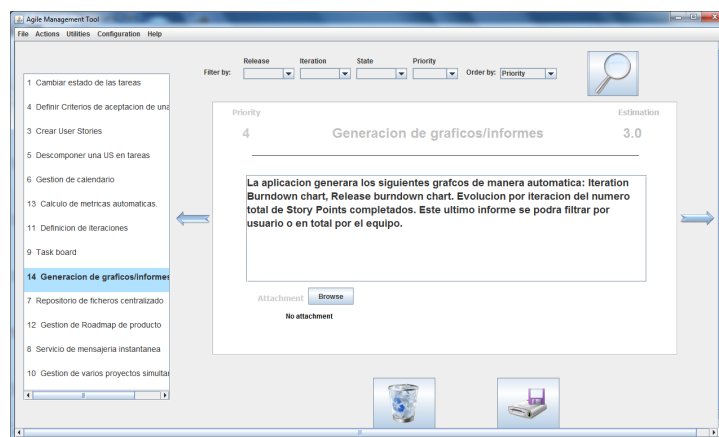 Agile Management Tool
File Actions Utilities Configuration Help
Release Iteration State Priority
Filter by: Order by: Priority
1 Cambiar estado de las tareas
4 Definir Criterios de aceptacion de una
3 Crear User Stories
5 Descomponer una US en tareas
6 Gestion de calendario
13 Calculo de metricas automaticas.
11 Definicion de iteraciones
9 Task board
14 Generacion de graficos/informes
7 Repositorio de ficheros centralizado
12 Gestion de Roadmap de producto
8 Servicio de mensajeria instantanea
10 Gestion de varios proyectos simultar
Priority Estimation
4 Generacion de graficos/informes 3.0
La aplicacion generara los siguientes grafcos de manera automatica: Iteration
Burndown chart, Release burndown chart. Evolucion por iteracion del numero
total de Story Points completados. Este ultimo informe se podra filtrar por
usuario o en total por el equipo.
Attachment Browse
No attachment